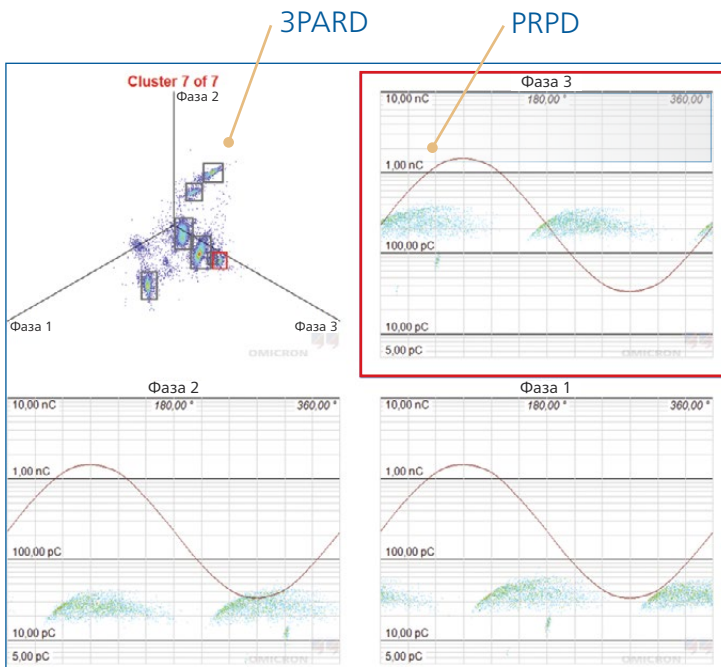 3PARD
PRPD
Cluster 7 of 7
Фаза 2
Фаза 1
Фаза 3
OMICRON
Фаза 3
10,00 nC
180,00 °
360,00 °
1,00 nC
100,00 pC
10,00 pC
5,00 pC
OMICRON
Фаза 2
10,00 nC
180,00 °
360,00 °
1,00 nC
100,00 pC
10,00 pC
5,00 pC
OMICRON
Фаза 1
10,00 nC
180,00 °
360,00 °
1,00 nC
100,00 pC
10,00 pC
5,00 pC
OMICRON